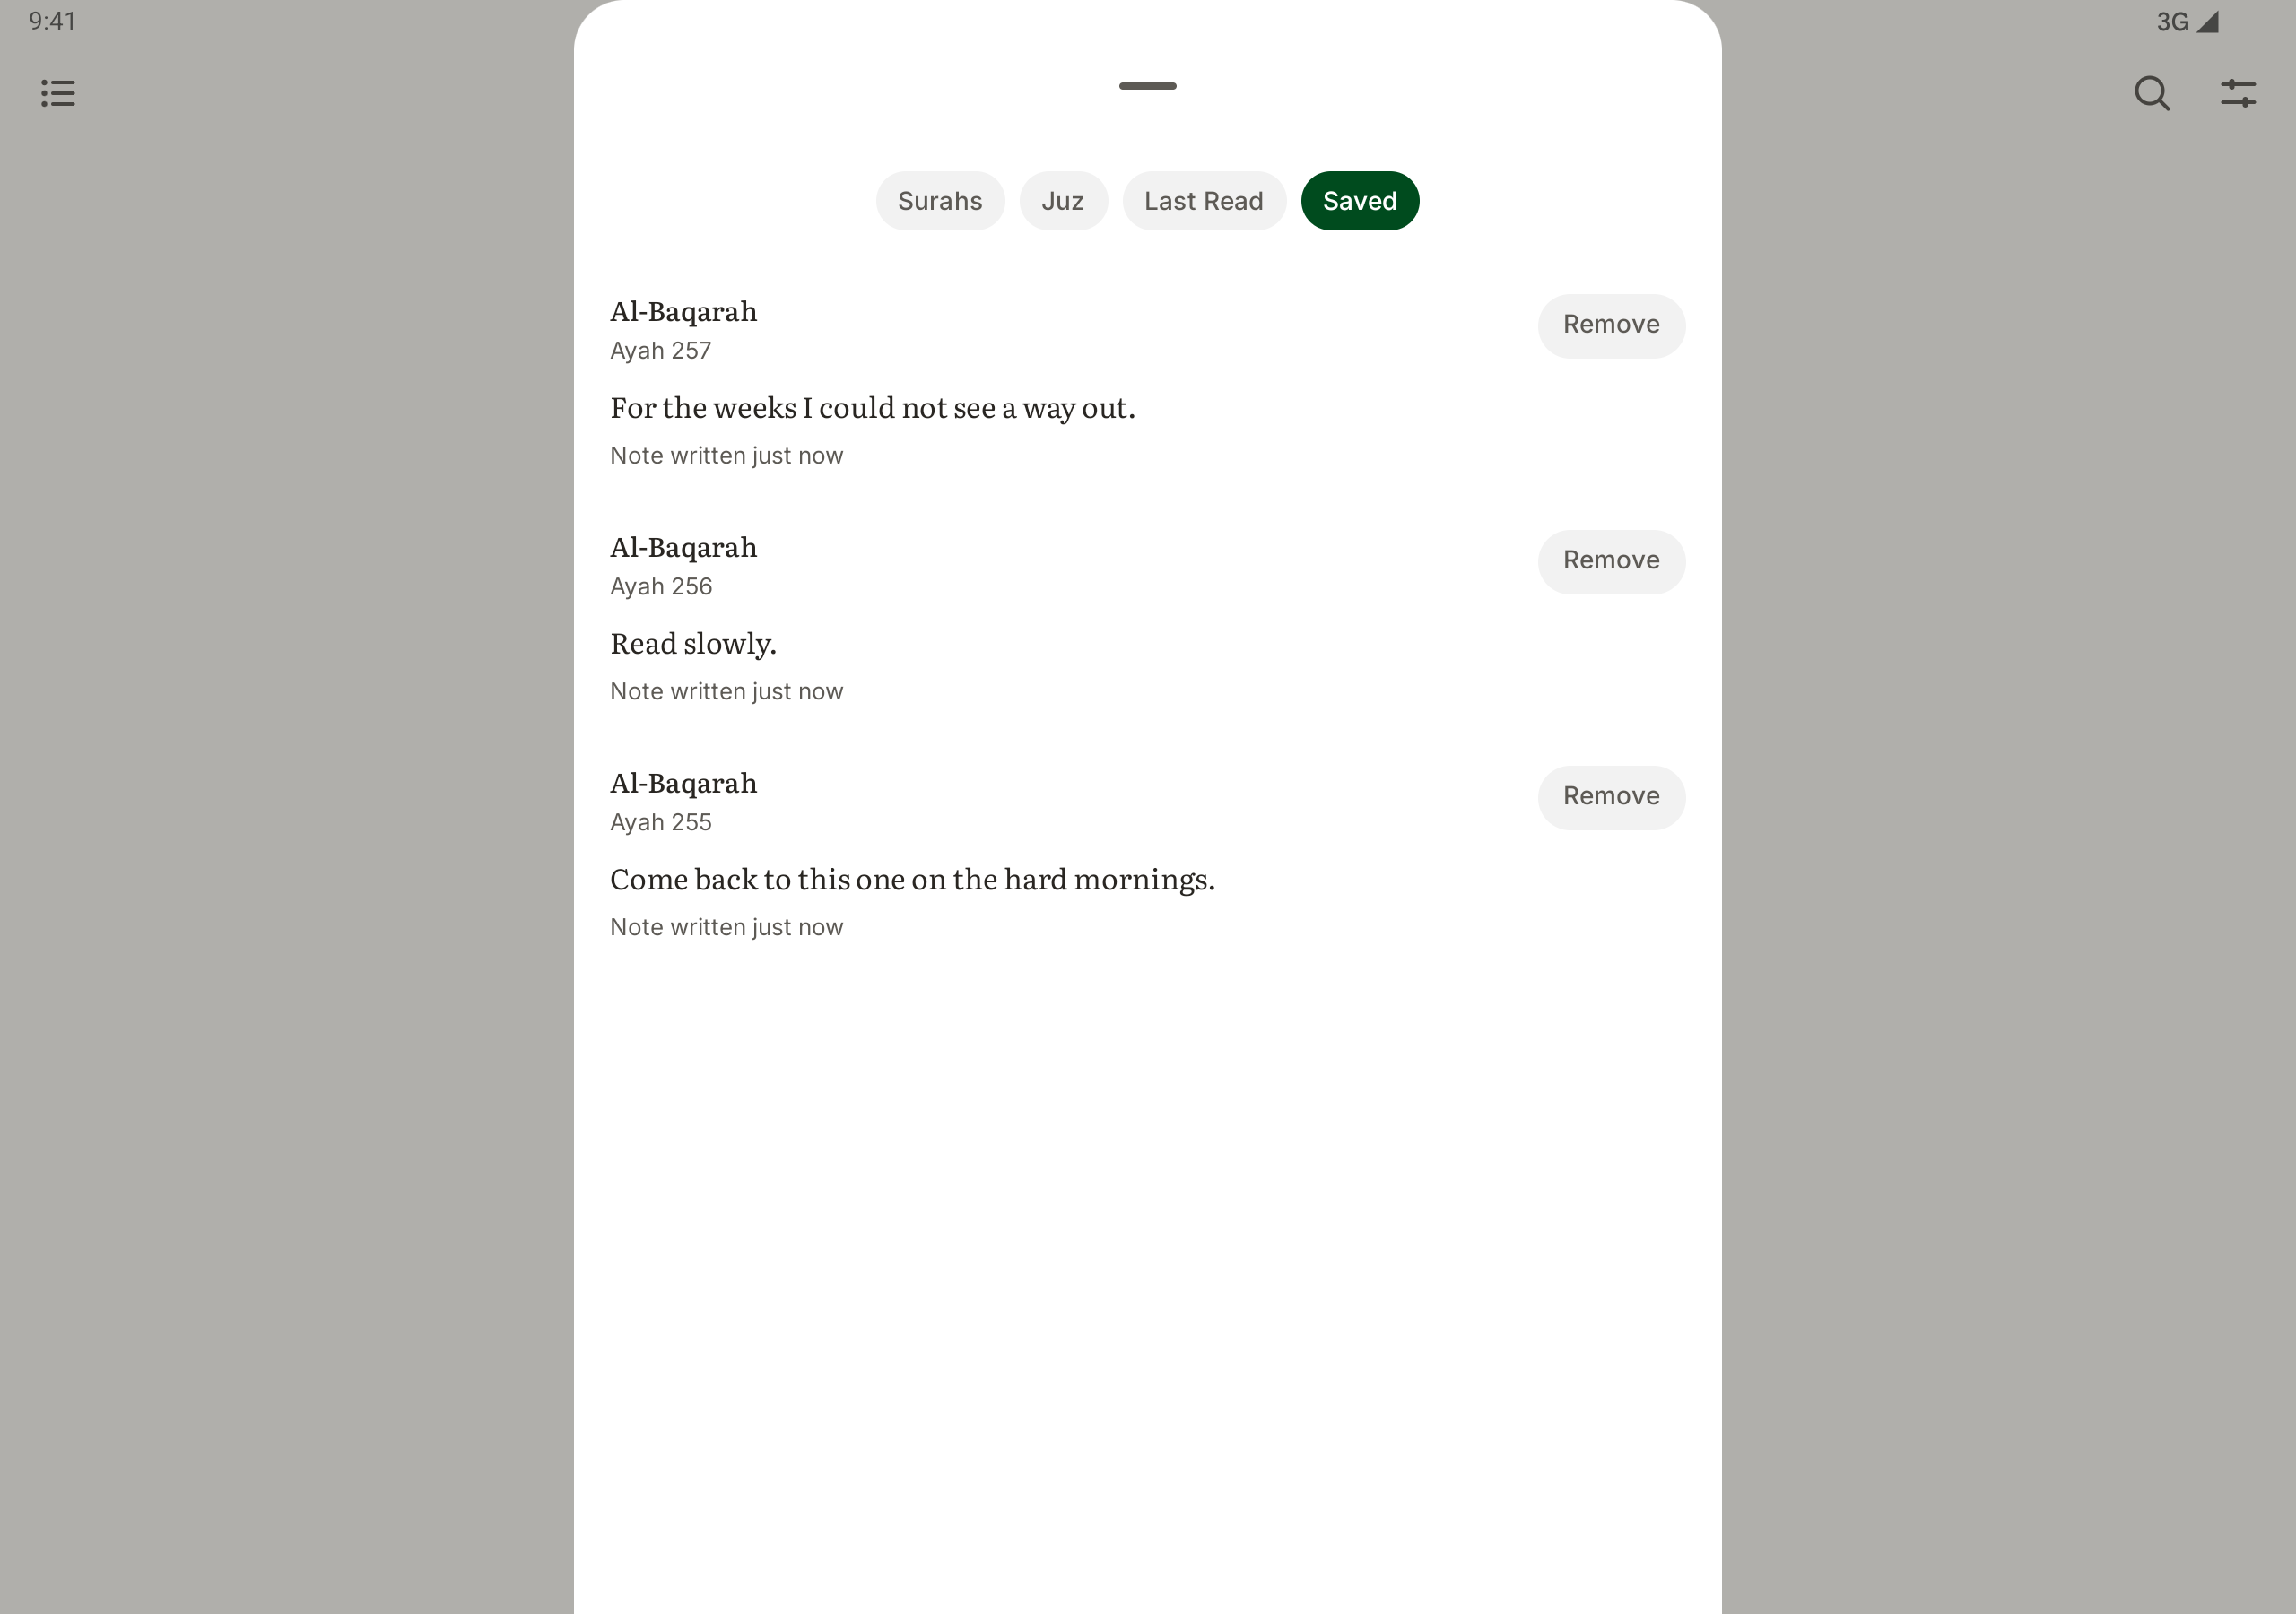 9:41
3G
Surahs
Juz
Last Read
Saved
Al-Baqarah
Remove
Ayah 257
For the weeks I could not see a way out.
Note written just now
Al-Baqarah
Remove
Ayah 256
Read slowly.
Note written just now
Al-Baqarah
Remove
Ayah 255
Come back to this one on the hard mornings.
Note written just now